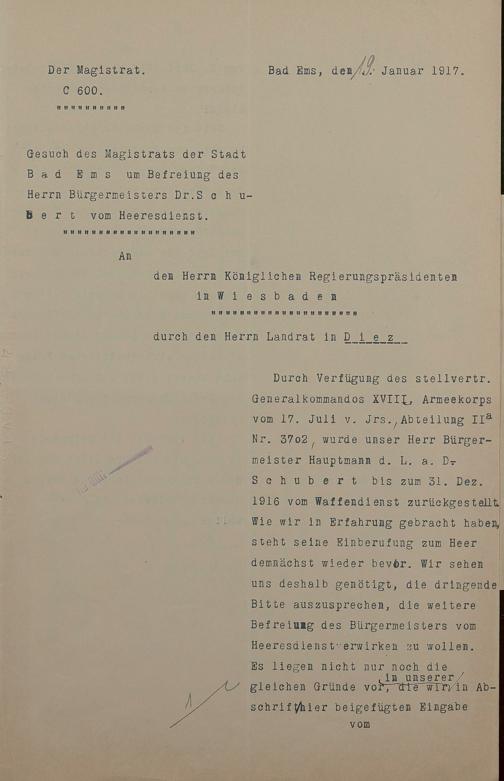 Der Magistrat.
C 600.
""""""""""
Bad Ems, den 19. Januar 1917.
Gesuch des Magistrats der Stadt
B a d  E m s  um Befreiung des
Herrn Bürgermeisters Dr.S c h u-
b e r t  vom Heeresdienst.
"""""""""""""""""""
An
den Herrn Königlichen Regierungspräsidenten
in W i e s b a d e n
"""""""""""""""""""""
durch den Herrn Landrat in D i e z
Durch Verfügung des stellvertr.
Generalkommandos XVIII, Armeekorps
vom 17. Juli v. Jrs., Abteilung IIa
Nr. 3702, wurde unser Herr Bürger-
meister Hauptmann d. L. a. D.
S c h u b e r t  bis zum 31. Dez.
1916 vom Waffendienst zurückgestellt.
Wie wir in Erfahrung gebracht haben,
steht seine Einberufung zum Heer
demnächst wieder bevor. Wir sehen
uns deshalb genötigt, die dringende
Bitte auszusprechen, die weitere
Befreiung des Bürgermeisters vom
Heeresdienst erwirken zu wollen.
Es liegen nicht nur noch die
in unserer
gleichen Gründe vor, die wir in Ab-
schrift hier beigefügten Eingabe
vom